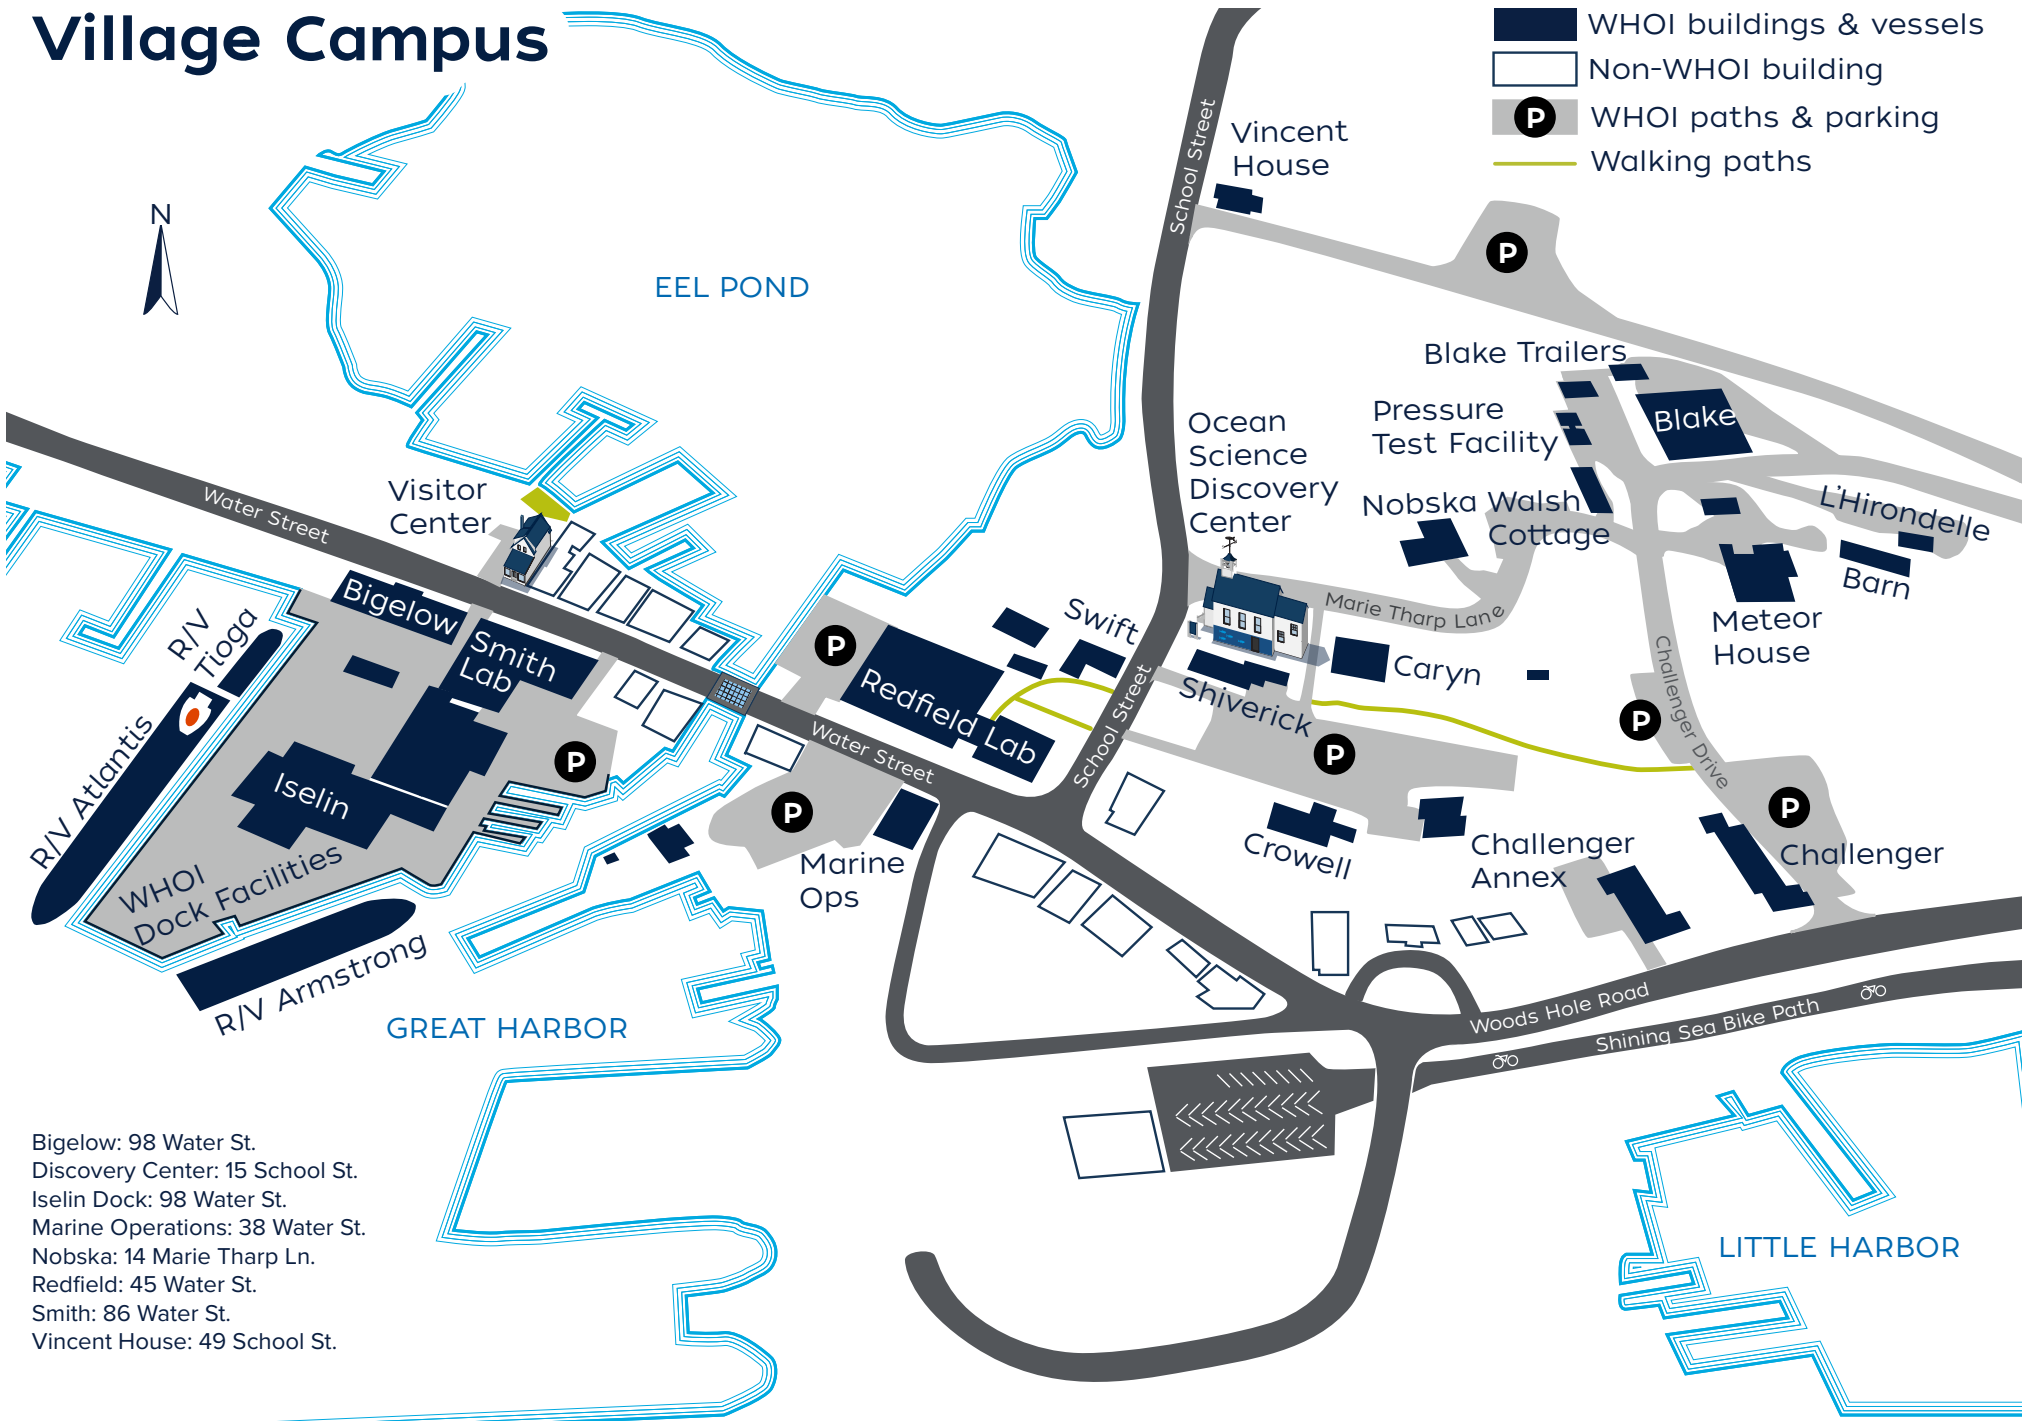 Village Campus
WHOI buildings & vessels
Non-WHOI building
P
WHOI paths & parking
Walking paths
N
EEL POND
School Street
Vincent
House
P
Blake Trailers
Blake
Pressure
Test Facility
Ocean
Science
Discovery
Center
Nobska
Walsh
Cottage
L'Hirondelle
Barn
Meteor
House
Water Street
Visitor
Center
Bigelow
Smith
Lab
R/V
Tioga
R/V Atlantis
Iselin
P
WHOI
Dock Facilities
R/V Armstrong
P
Redfield Lab
Swift
Marie Tharp Lane
Caryn
Shiverick
School Street
Water Street
P
Marine
Ops
P
Crowell
Challenger Drive
P
P
Challenger
Annex
Challenger
Woods Hole Road
Shining Sea Bike Path
GREAT HARBOR
LITTLE HARBOR
Bigelow: 98 Water St.
Discovery Center: 15 School St.
Iselin Dock: 98 Water St.
Marine Operations: 38 Water St.
Nobska: 14 Marie Tharp Ln.
Redfield: 45 Water St.
Smith: 86 Water St.
Vincent House: 49 School St.